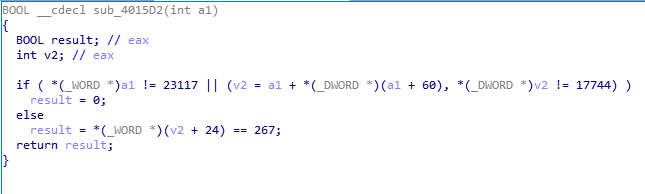 BOOL __cdecl sub_4015D2(int a1)
{
  BOOL result; // eax
  int v2; // eax

  if ( *(_WORD *)a1 != 23117 || (v2 = a1 + *(_DWORD *)(a1 + 60), *(_DWORD *)v2 != 17744) )
    result = 0;
  else
    result = *(_WORD *)(v2 + 24) == 267;
  return result;
}